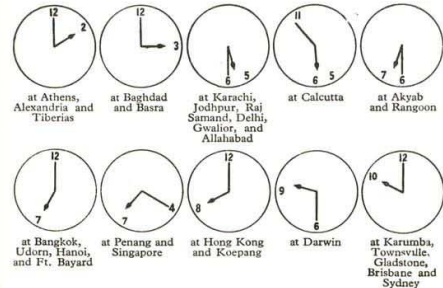 12
2
at Athens,
Alexandria and
Tiberias
12
3
at Baghdad
and Basra
5
6
at Karachi,
Jodhpur, Raj
Samand, Delhi,
Gwalior, and
Allahabad
11
6 5
at Calcutta
7
6
at Akyab
and Rangoon
12
7
at Bangkok,
Udorn, Hanoi,
and Ft. Bayard
7
4
at Penang and
Singapore
12
8
at Hong Kong
and Koepang
9
6
at Darwin
12
10
at Karumba,
Townsville,
Gladstone,
Brisbane and
Sydney